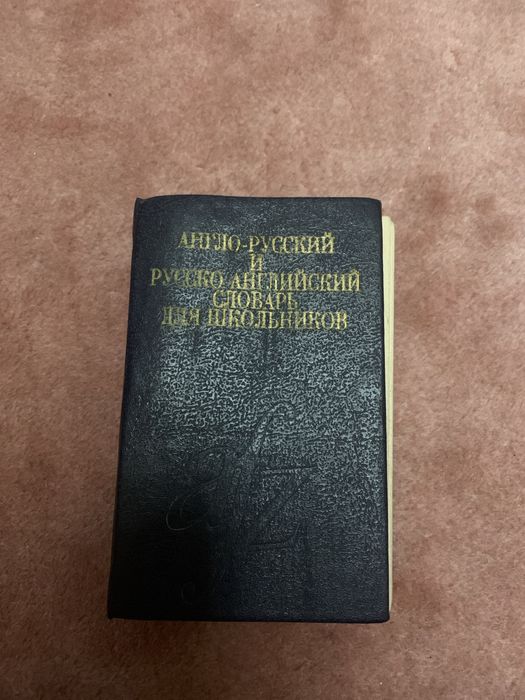 АНГЛО-РУССКИЙ
И
РУССКО-АНГЛИЙСКИЙ
СЛОВАРЬ
ДЛЯ ШКОЛЬНИКОВ